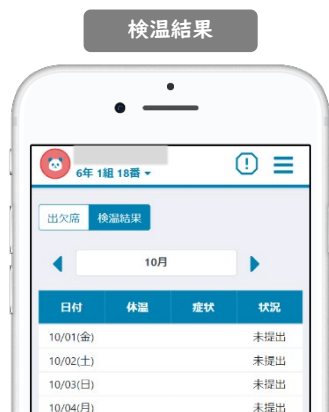 検温結果
6年 1組 18番
出欠席 検温結果
10月
日付 体温 症状 状況
10/01(金) 未提出
10/02(土) 未提出
10/03(日) 未提出
10/04(月) 未提出